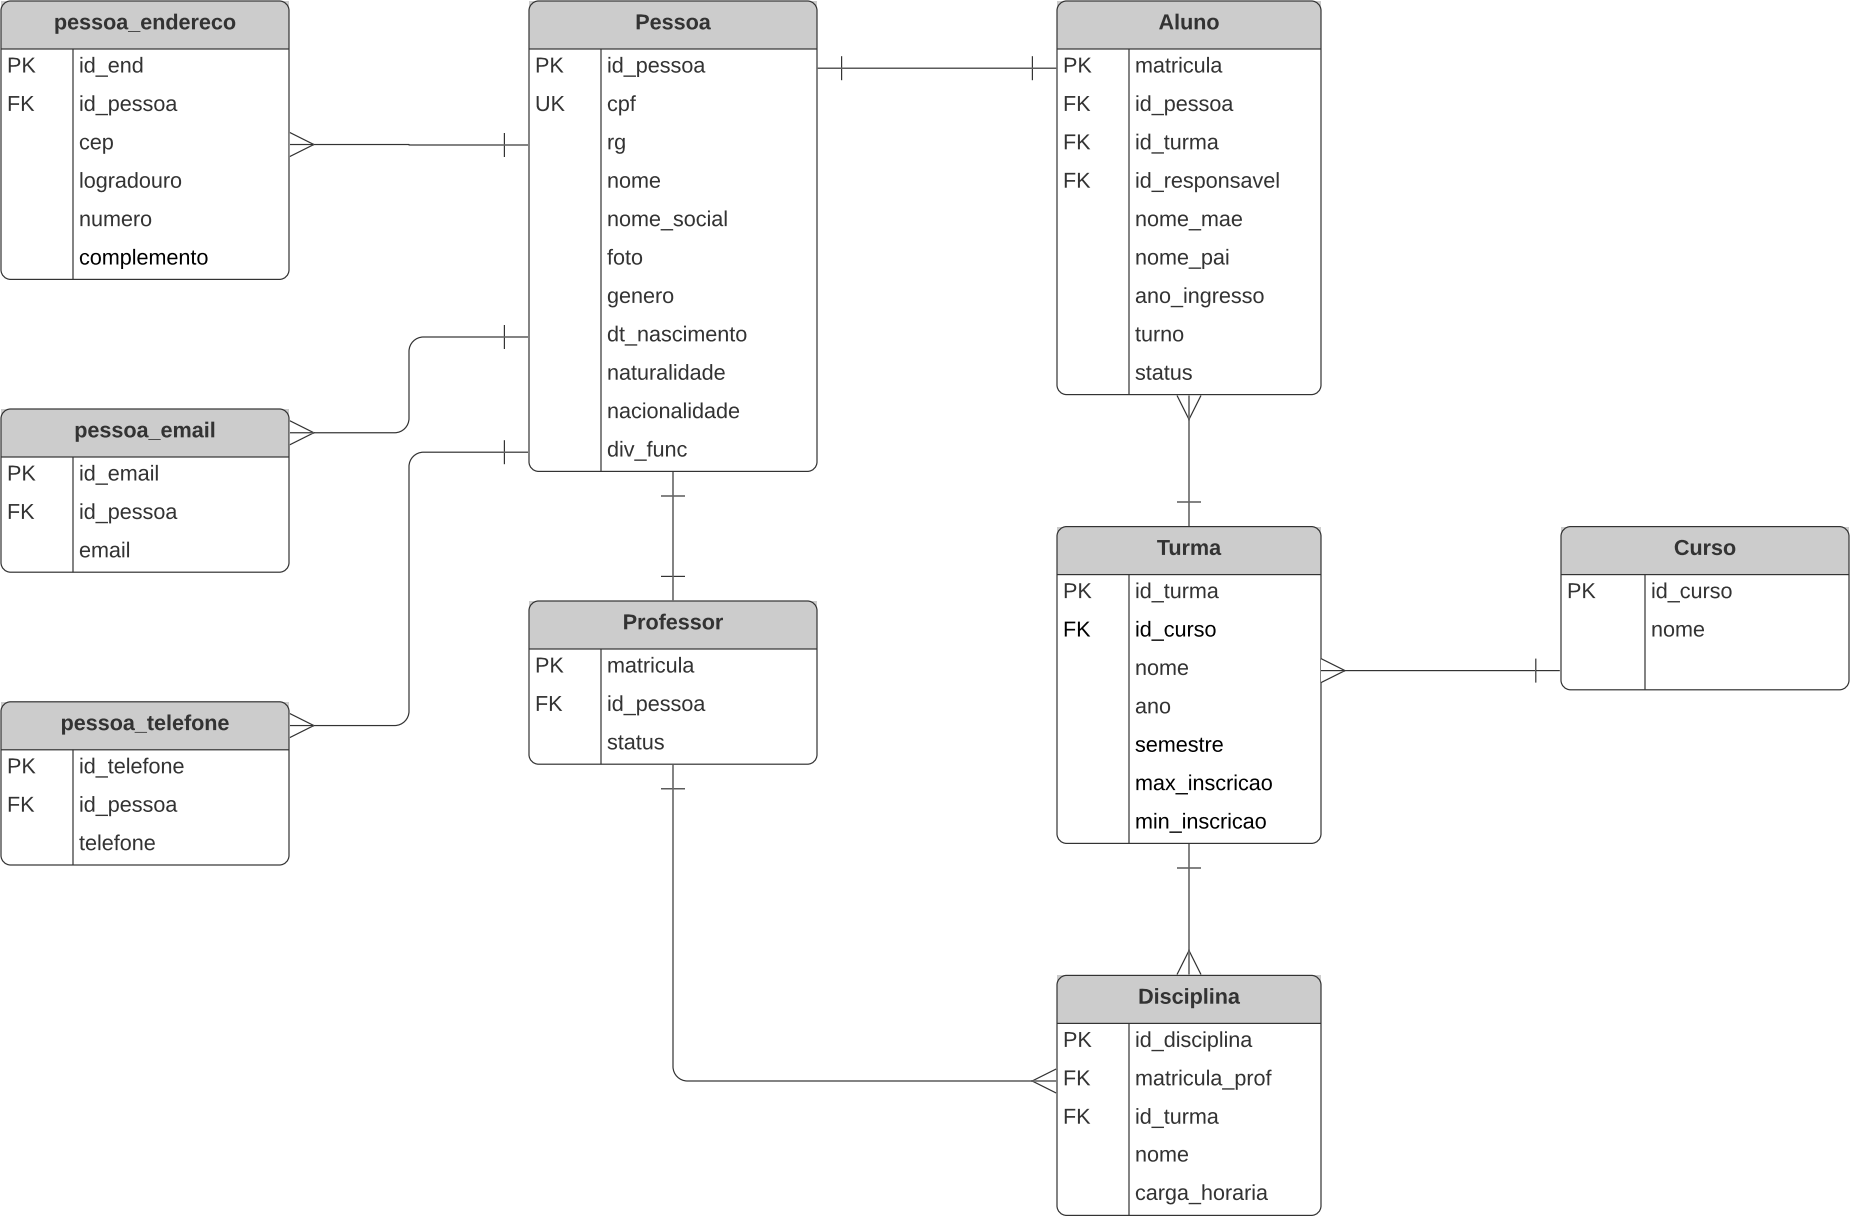 pessoa_endereco
PK id_end
FK id_pessoa
cep
logradouro
numero
complemento
pessoa_email
PK id_email
FK id_pessoa
email
pessoa_telefone
PK id_telefone
FK id_pessoa
telefone
Pessoa
PK id_pessoa
UK cpf
rg
nome
nome_social
foto
genero
dt_nascimento
naturalidade
nacionalidade
div_func
Professor
PK matricula
FK id_pessoa
status
Aluno
PK matricula
FK id_pessoa
FK id_turma
FK id_responsavel
nome_mae
nome_pai
ano_ingresso
turno
status
Turma
PK id_turma
FK id_curso
nome
ano
semestre
max_inscricao
min_inscricao
Disciplina
PK id_disciplina
FK matricula_prof
FK id_turma
nome
carga_horaria
Curso
PK id_curso
nome